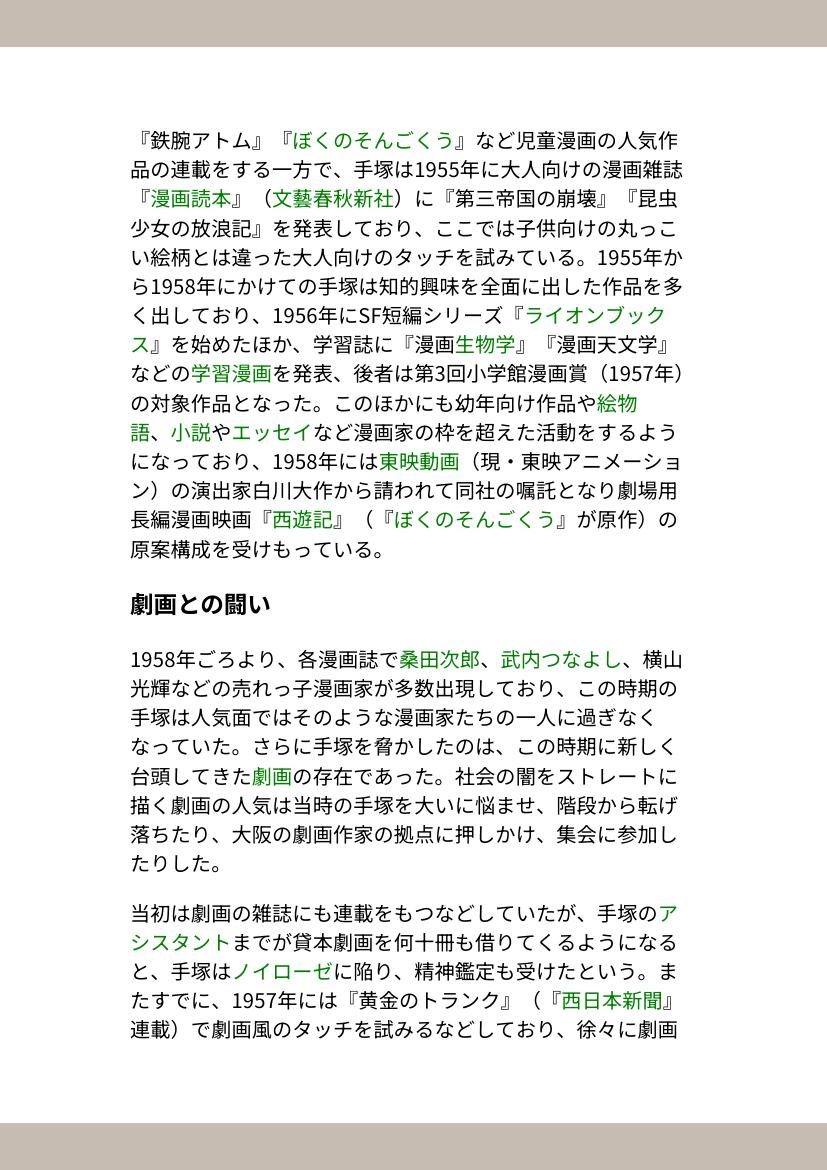 『鉄腕アトム』『ぼくのそんごくう』など児童漫画の人気作
品の連載をする一方で、手塚は1955年に大人向けの漫画雑誌
『漫画読本』（文藝春秋新社）に『第三帝国の崩壊』『昆虫
少女の放浪記』を発表しており、ここでは子供向けの丸っこ
い絵柄とは違った大人向けのタッチを試みている。1955年か
ら1958年にかけての手塚は知的興味を全面に出した作品を多
く出しており、1956年にSF短編シリーズ『ライオンブック
ス』を始めたほか、学習誌に『漫画生物学』『漫画天文学』
などの学習漫画を発表、後者は第3回小学館漫画賞（1957年）
の対象作品となった。このほかにも幼年向け作品や絵物
語、小説やエッセイなど漫画家の枠を超えた活動をするよう
になっており、1958年には東映動画（現・東映アニメーショ
ン）の演出家白川大作から請われて同社の嘱託となり劇場用
長編漫画映画『西遊記』（『ぼくのそんごくう』が原作）の
原案構成を受けもっている。
劇画との闘い
1958年ごろより、各漫画誌で桑田次郎、武内つなよし、横山
光輝などの売れっ子漫画家が多数出現しており、この時期の
手塚は人気面ではそのような漫画家たちの一人に過ぎなく
なっていた。さらに手塚を脅かしたのは、この時期に新しく
台頭してきた劇画の存在であった。社会の闇をストレートに
描く劇画の人気は当時の手塚を大いに悩ませ、階段から転げ
落ちたり、大阪の劇画作家の拠点に押しかけ、集会に参加し
たりした。
当初は劇画の雑誌にも連載をもつなどしていたが、手塚のア
シスタントまでが貸本劇画を何十冊も借りてくるようになる
と、手塚はノイローゼに陥り、精神鑑定も受けたという。ま
たすでに、1957年には『黄金のトランク』（『西日本新聞』
連載）で劇画風のタッチを試みるなどしており、徐々に劇画